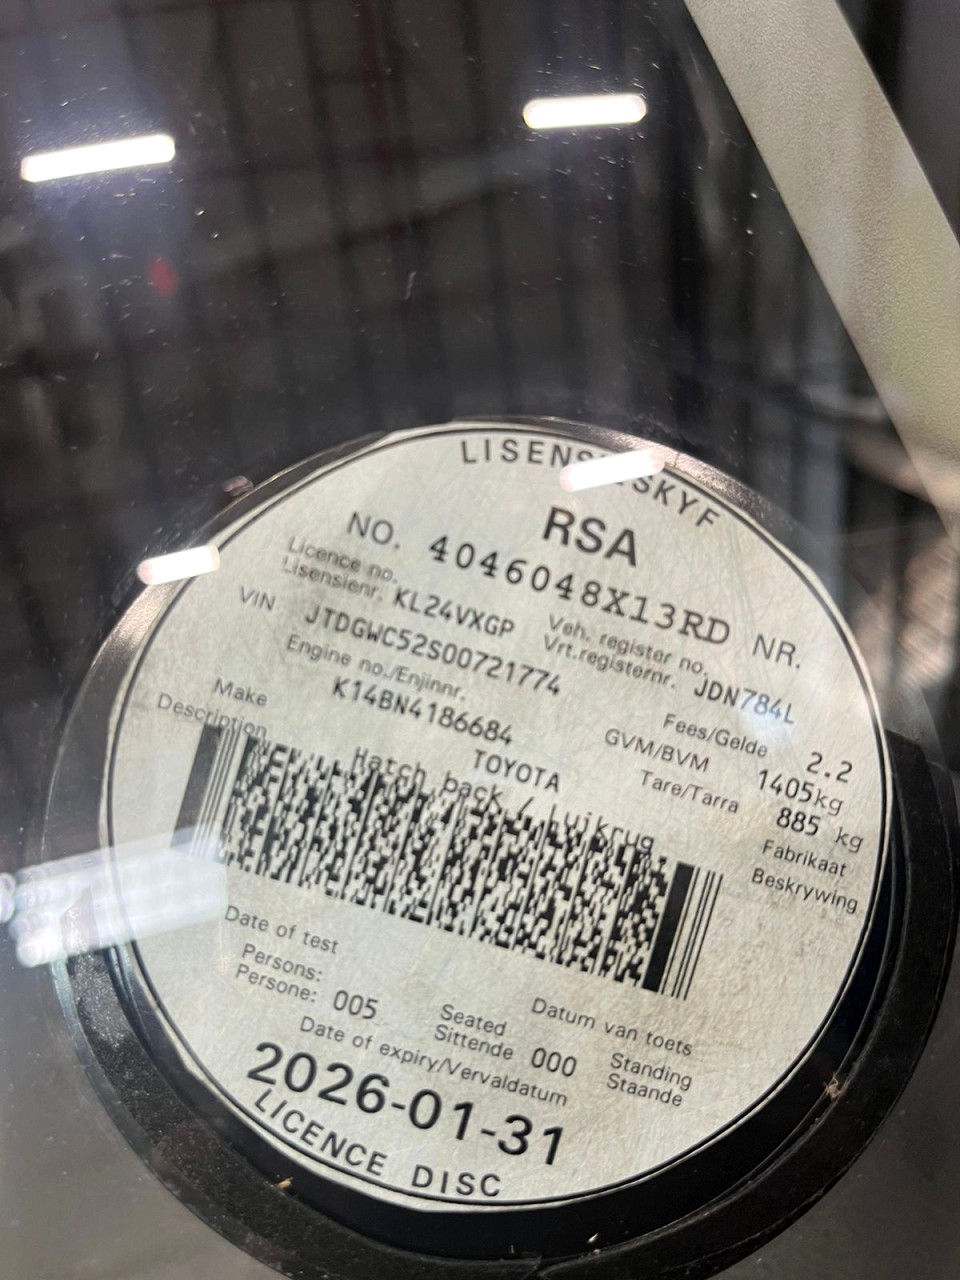 LISENSIESKYF
RSA
NO. 4046048X13RD NR.
Licence no.
Lisensienr. KL24VXGP
Veh. register no.
Vrt.registernr. JDN784L
VIN JTDGWC52S00721774
Engine no./Enjinnr.
K14BN4186684
Fees/Gelde 2.2
GVM/BVM 1405kg
Tare/Tarra 885 kg
Make TOYOTA Fabrikaat
Description Hatch back / Luikrug Beskrywing
Date of test Datum van toets
Persons:
Persone: 005
Seated
Sittende 000
Standing
Staande
Date of expiry/Vervaldatum
2026-01-31
LICENCE DISC